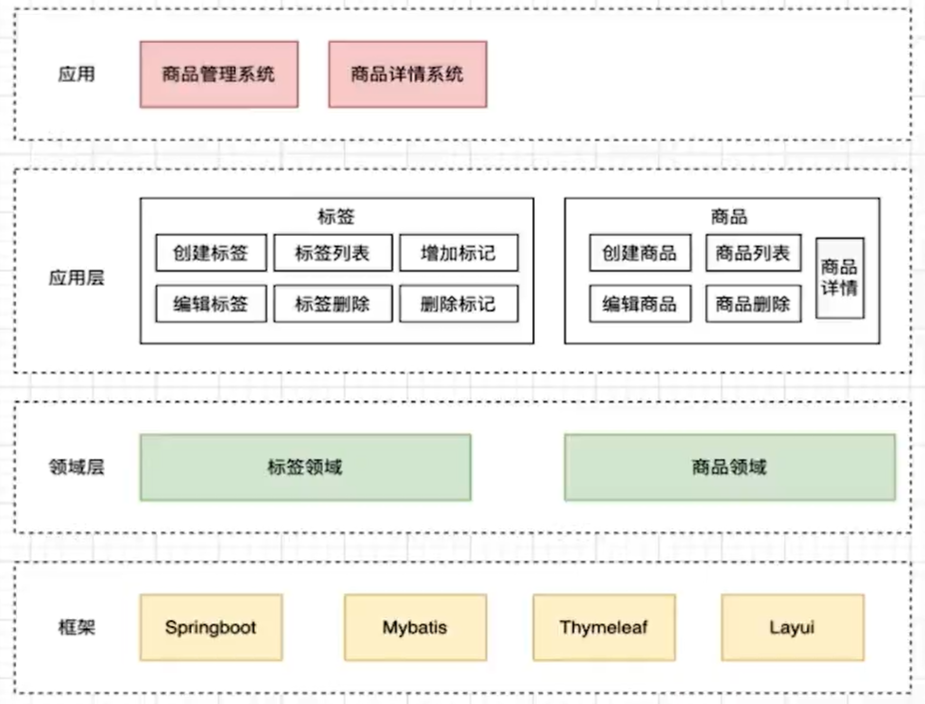 应用
商品管理系统
商品详情系统
应用层
标签
创建标签
标签列表
增加标记
编辑标签
标签删除
删除标记
商品
创建商品
商品列表
编辑商品
商品删除
商品
详情
领域层
标签领域
商品领域
框架
Springboot
Mybatis
Thymeleaf
Layui